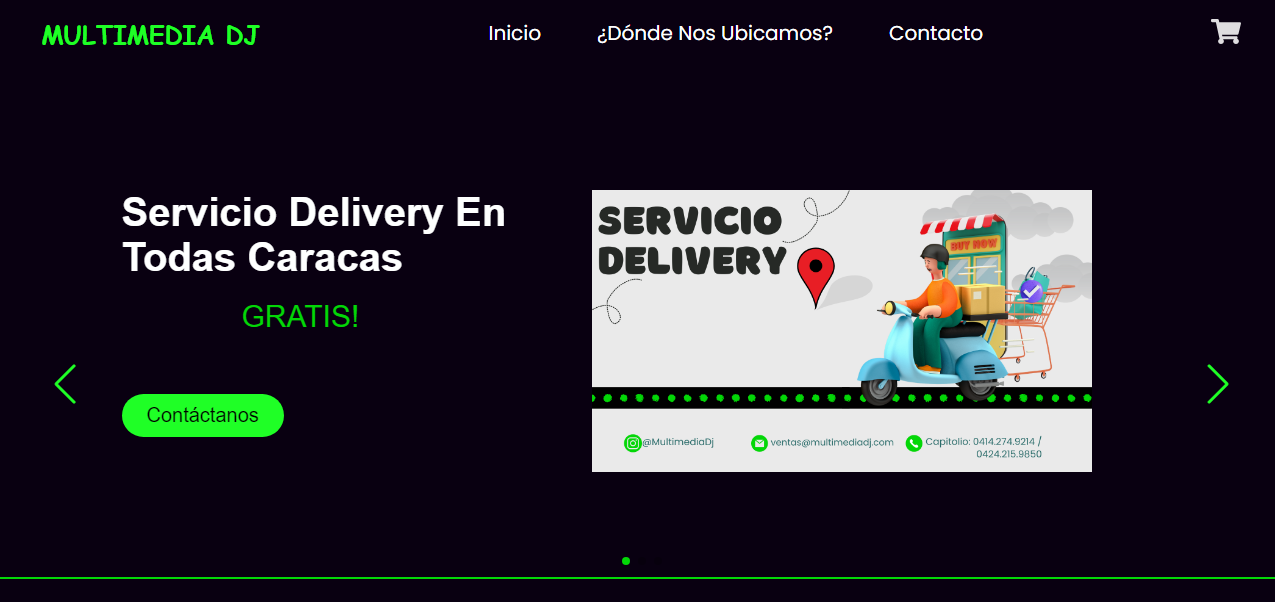 MULTIMEDIA DJ
Inicio
¿Dónde Nos Ubicamos?
Contacto
Servicio Delivery En
Todas Caracas
GRATIS!
Contáctanos
SERVICIO
DELIVERY
BUY NOW
@MultimediaDj
ventas@multimediadj.com
Capitolio: 0414.274.9214 /
0424.215.9850